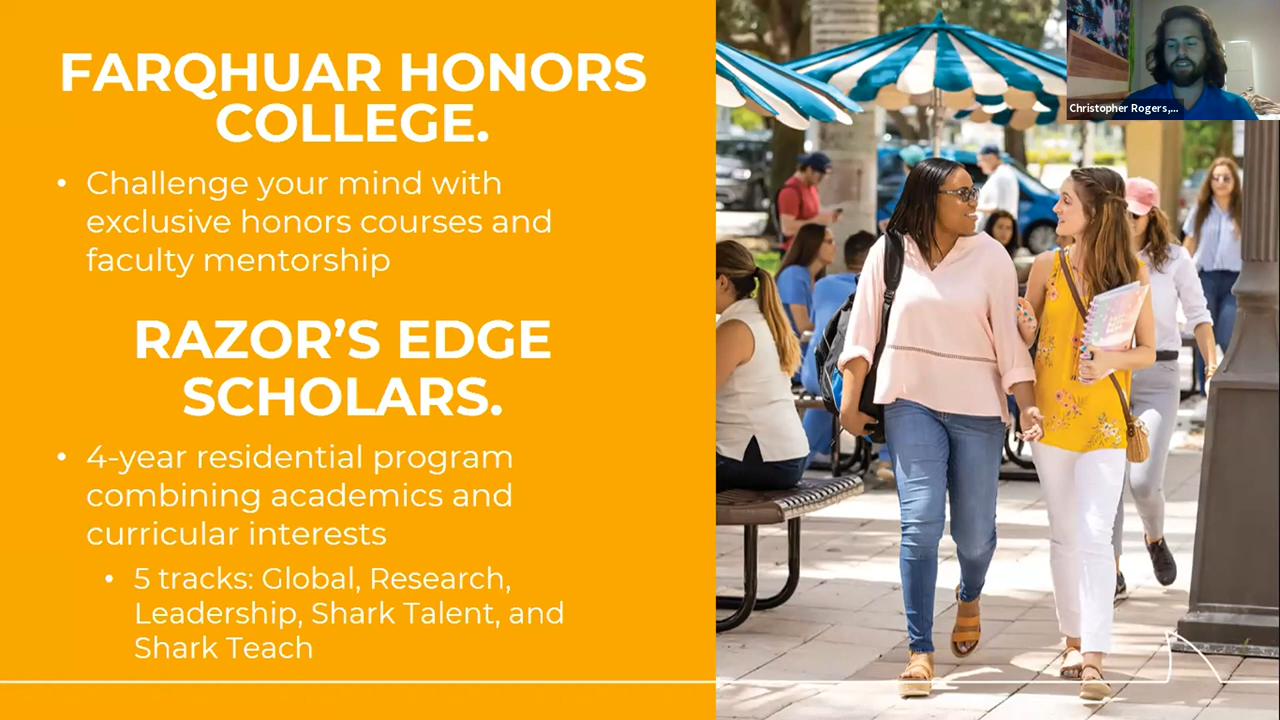 FARQHUAR HONORS
COLLEGE.
• Challenge your mind with
exclusive honors courses and
faculty mentorship
RAZOR'S EDGE
SCHOLARS.
• 4-year residential program
combining academics and
curricular interests
• 5 tracks: Global, Research,
Leadership, Shark Talent, and
Shark Teach
Christopher Rogers,...